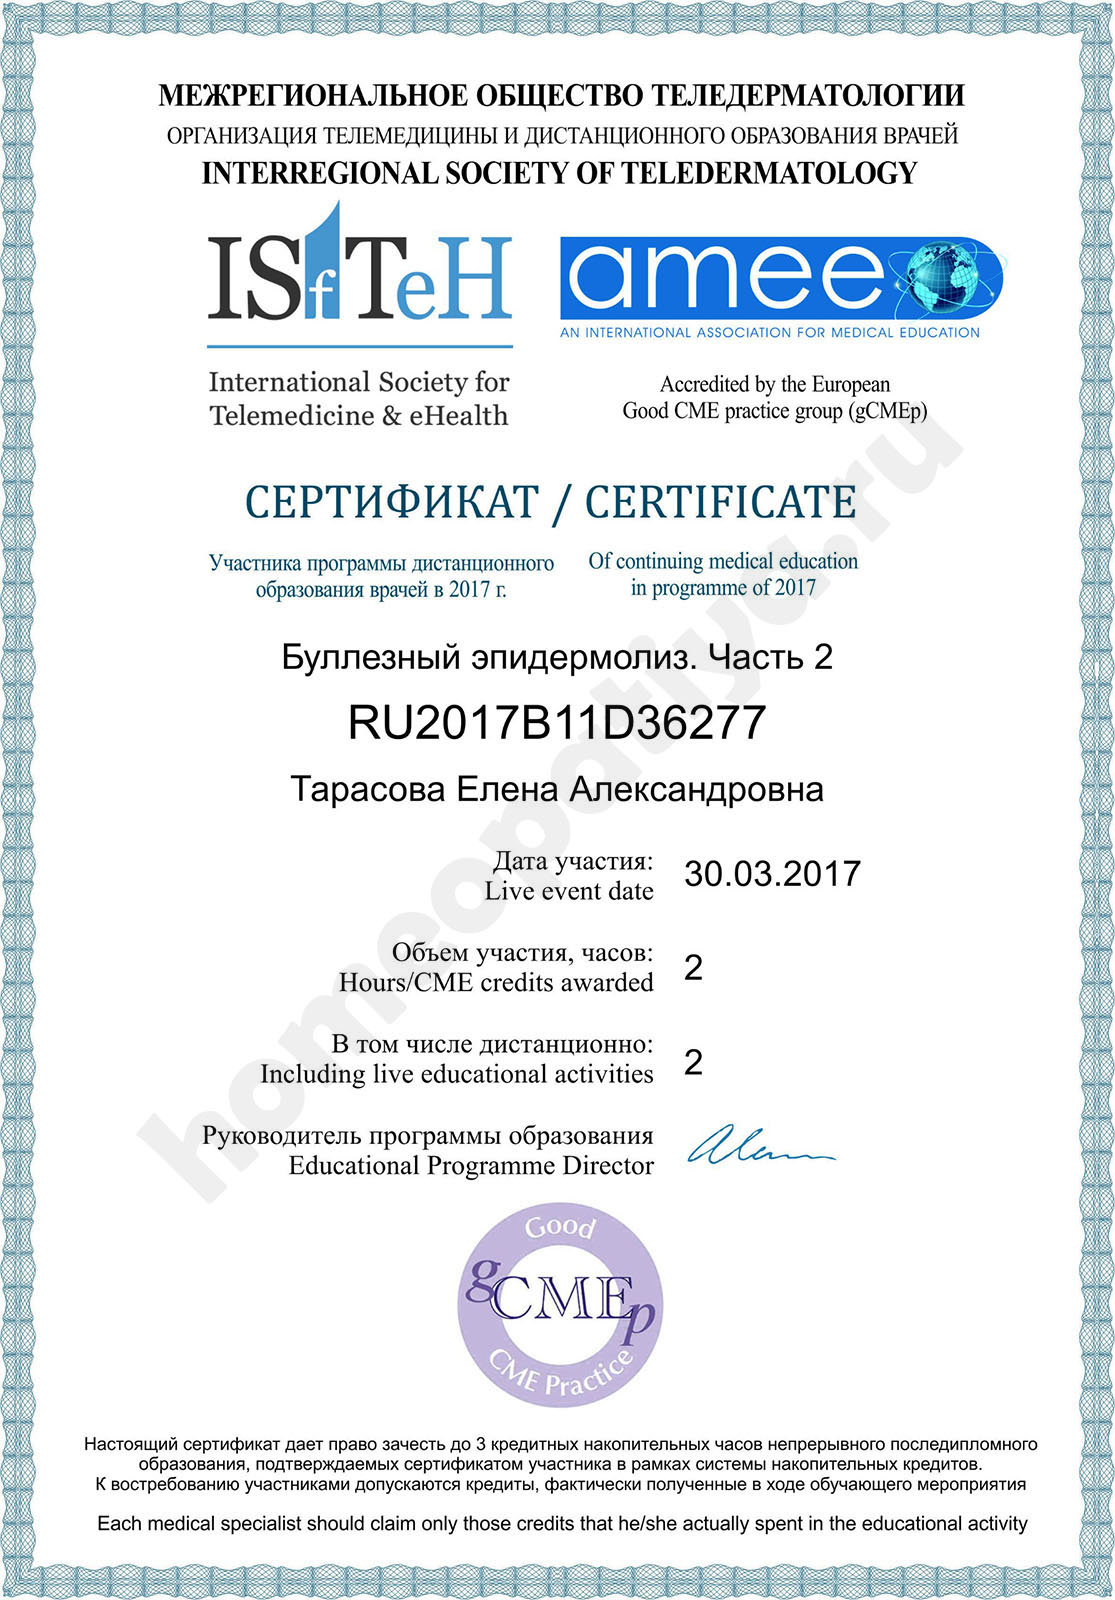 МЕЖРЕГИОНАЛЬНОЕ ОБЩЕСТВО ТЕЛЕДЕРМАТОЛОГИИ
ОРГАНИЗАЦИЯ ТЕЛЕМЕДИЦИНЫ И ДИСТАНЦИОННОГО ОБРАЗОВАНИЯ ВРАЧЕЙ
INTERREGIONAL SOCIETY OF TELEDERMATOLOGY
ISfTeH
International Society for
Telemedicine & eHealth
amee
AN INTERNATIONAL ASSOCIATION FOR MEDICAL EDUCATION
Accredited by the European
Good CME practice group (gCMEp)
СЕРТИФИКАТ / CERTIFICATE
Участника программы дистанционного
образования врачей в 2017 г.
Of continuing medical education
in programme of 2017
Буллезный эпидермолиз. Часть 2
RU2017B11D36277
Тарасова Елена Александровна
Дата участия:
Live event date
30.03.2017
Объем участия, часов:
Hours/CME credits awarded
2
В том числе дистанционно:
Including live educational activities
2
Руководитель программы образования
Educational Programme Director
Good
gCMEp
CME Practice
Настоящий сертификат дает право зачесть до 3 кредитных накопительных часов непрерывного последипломного
образования, подтверждаемых сертификатом участника в рамках системы накопительных кредитов.
К востребованию участниками допускаются кредиты, фактически полученные в ходе обучающего мероприятия
Each medical specialist should claim only those credits that he/she actually spent in the educational activity
homeopatiya.ru